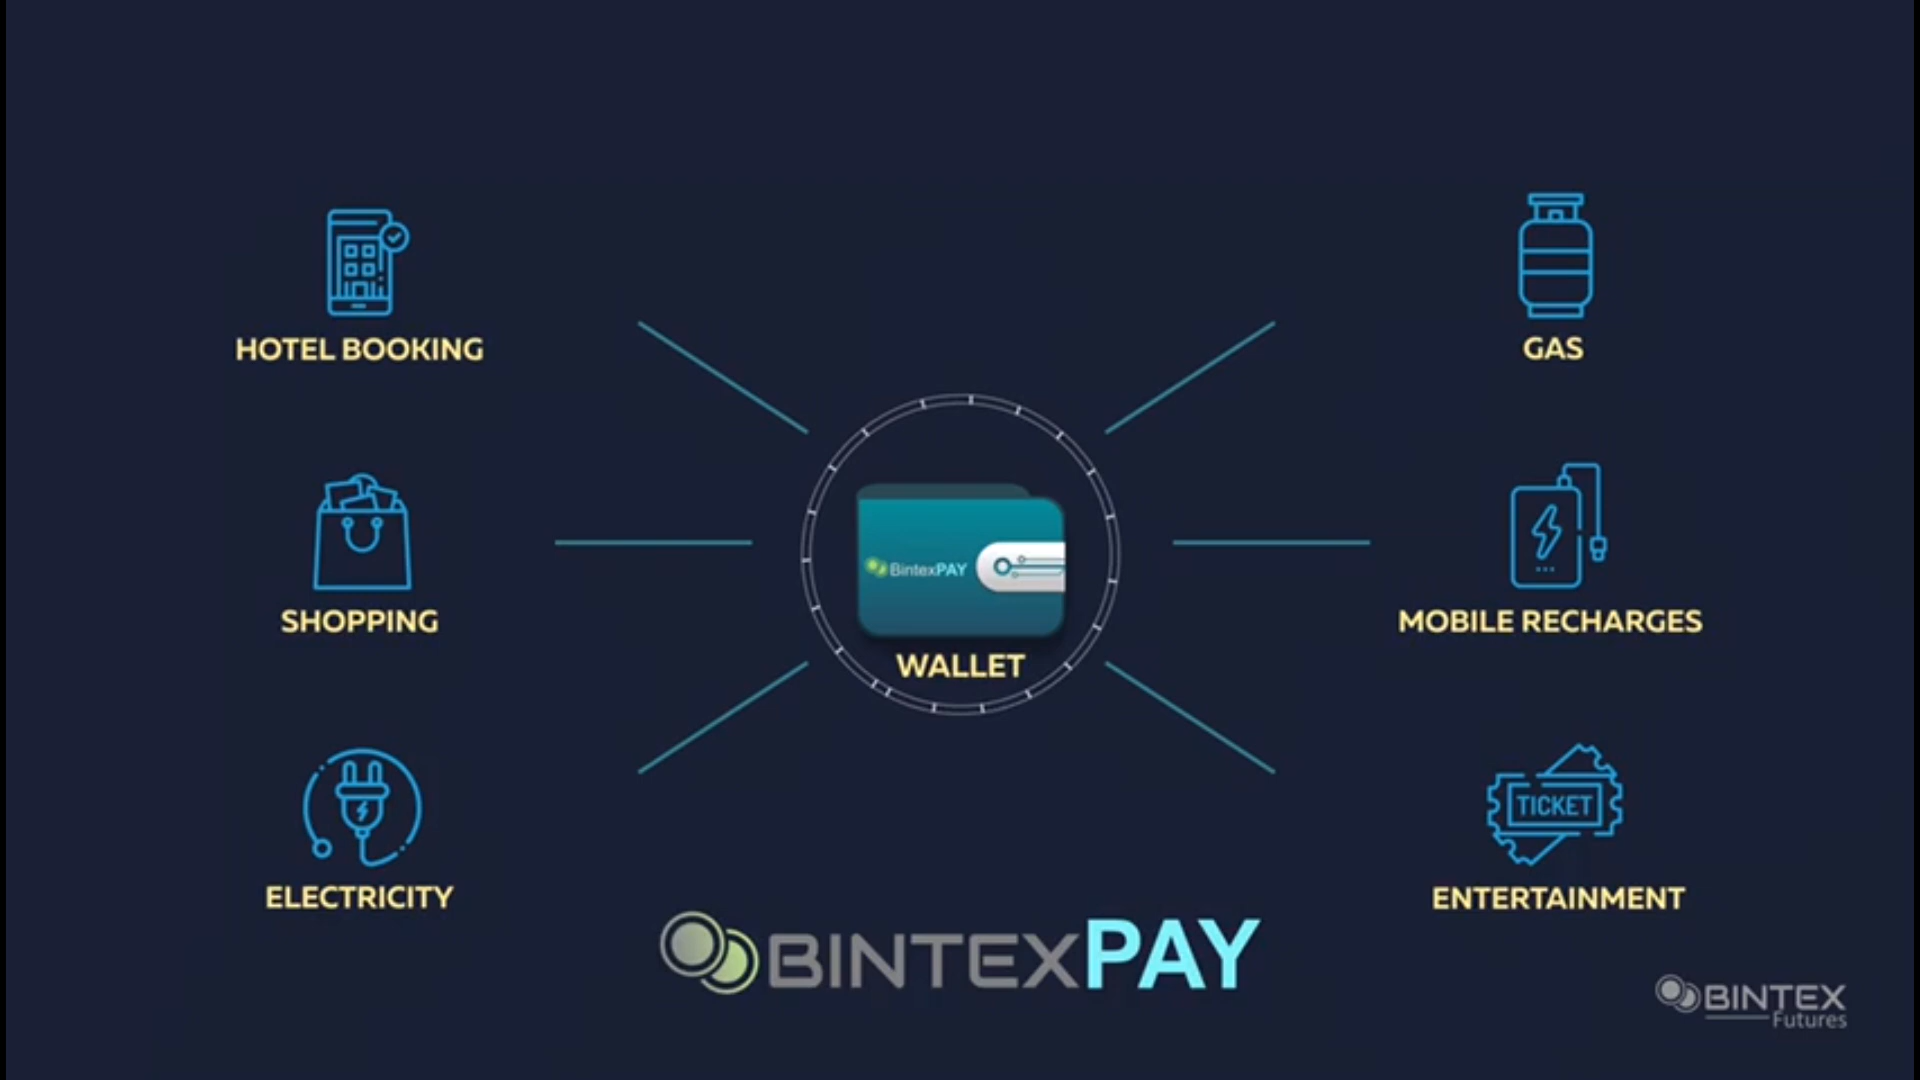 HOTEL BOOKING
GAS
SHOPPING
BintexPAY
WALLET
MOBILE RECHARGES
ELECTRICITY
TICKET
ENTERTAINMENT
BINTEXPAY
BINTEX
Futures